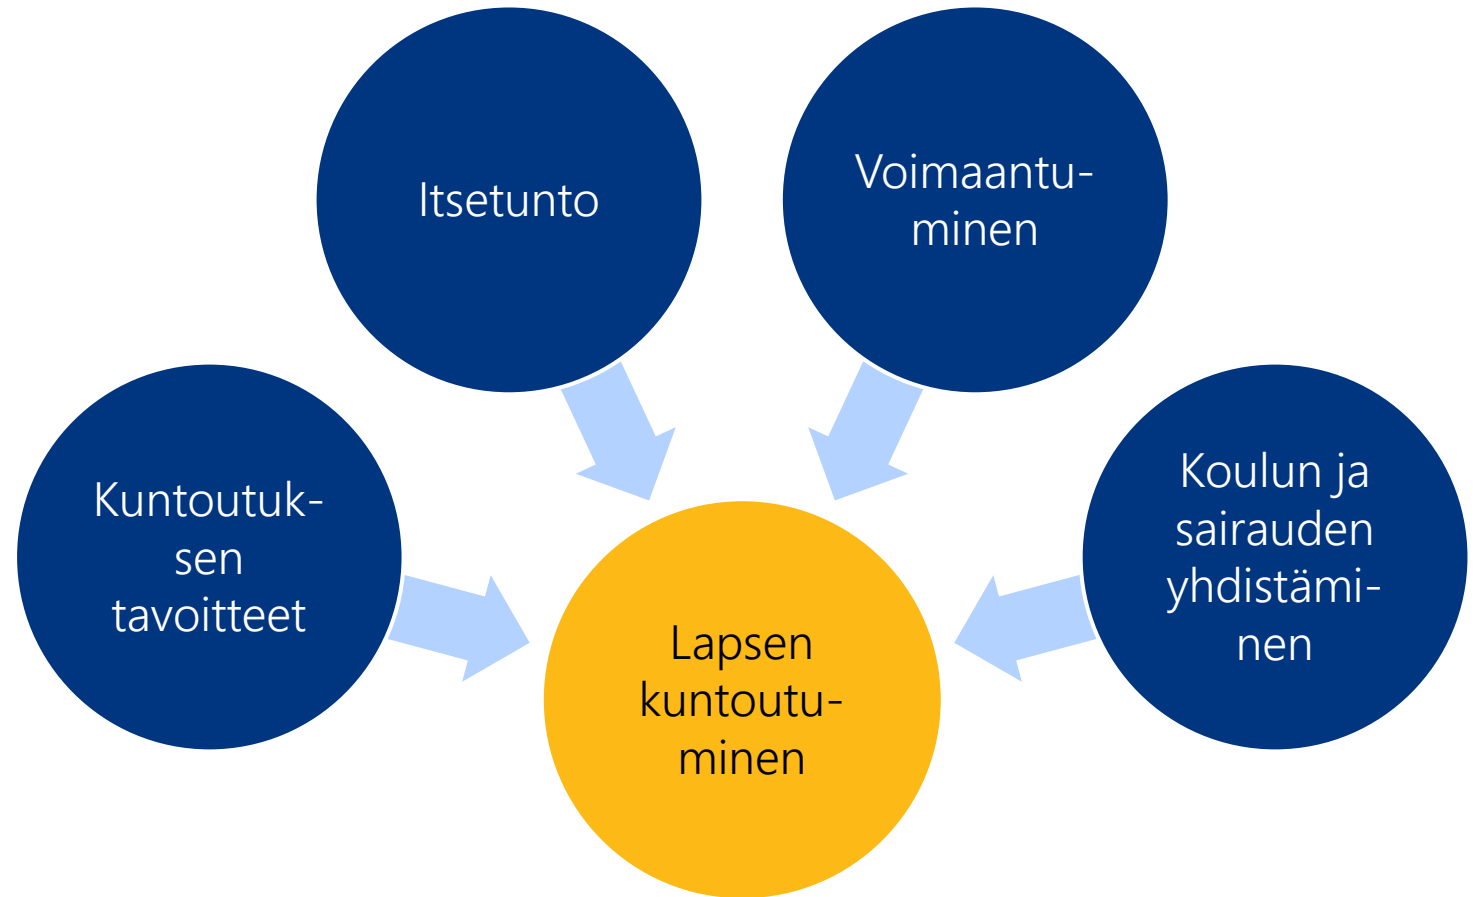 Itsetunto
Voimaantu-
minen
Kuntoutuk-
sen
tavoitteet
Koulun ja
sairauden
yhdistämi-
nen
Lapsen
kuntoutu-
minen